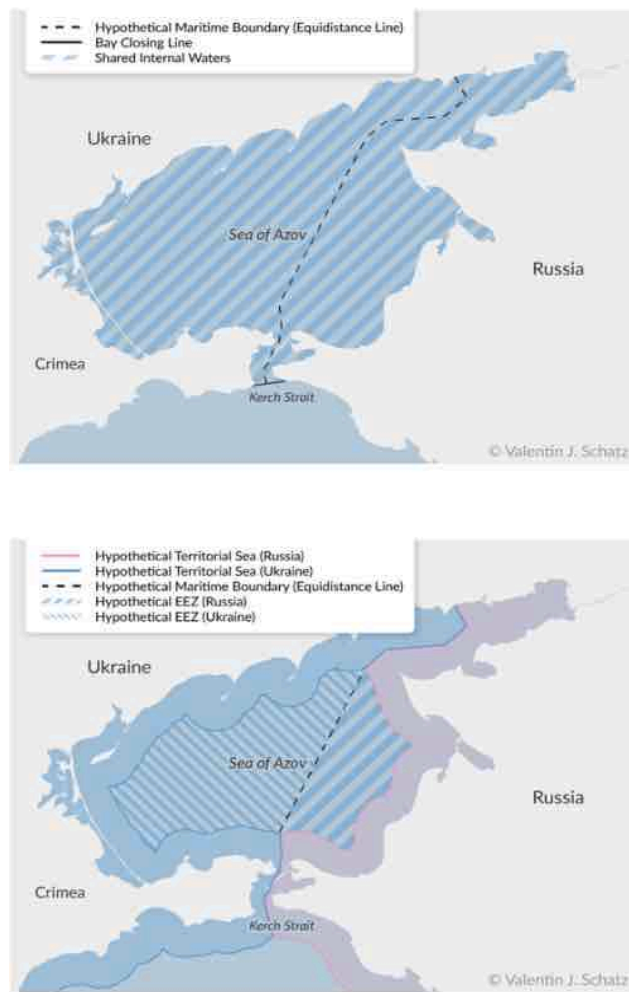 Hypothetical Maritime Boundary (Equidistance Line)
Bay Closing Line
Shared Internal Waters
Ukraine
Sea of Azov
Russia
Crimea
Kerch Strait
© Valentin J. Schatz
Hypothetical Territorial Sea (Russia)
Hypothetical Territorial Sea (Ukraine)
Hypothetical Maritime Boundary (Equidistance Line)
Hypothetical EEZ (Russia)
Hypothetical EEZ (Ukraine)
Ukraine
Sea of Azov
Russia
Crimea
Kerch Strait
© Valentin J. Schatz